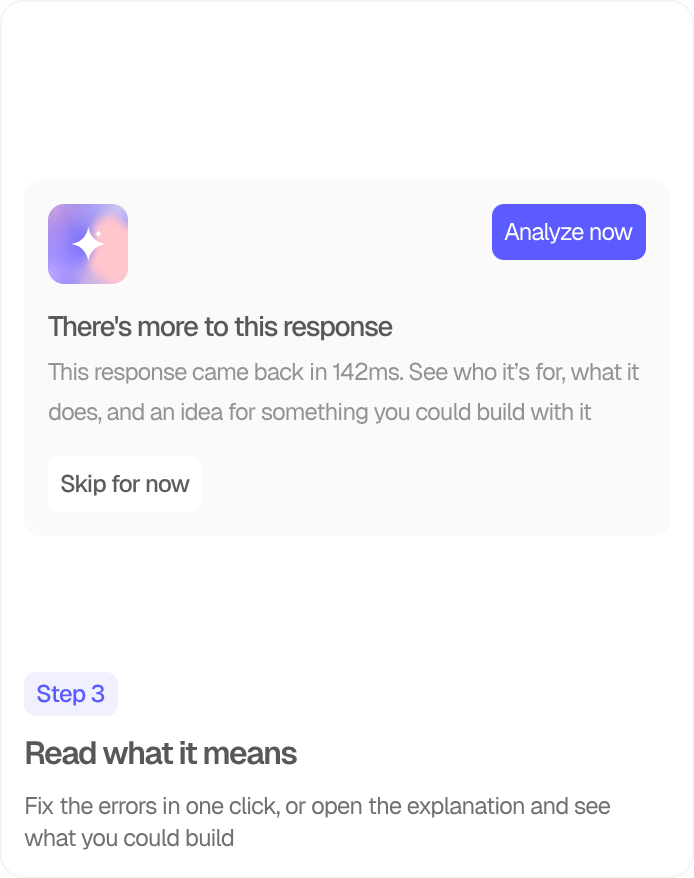 Analyze now
There's more to this response
This response came back in 142ms. See who it’s for, what it
does, and an idea for something you could build with it
Skip for now
Step 3
Read what it means
Fix the errors in one click, or open the explanation and see
what you could build